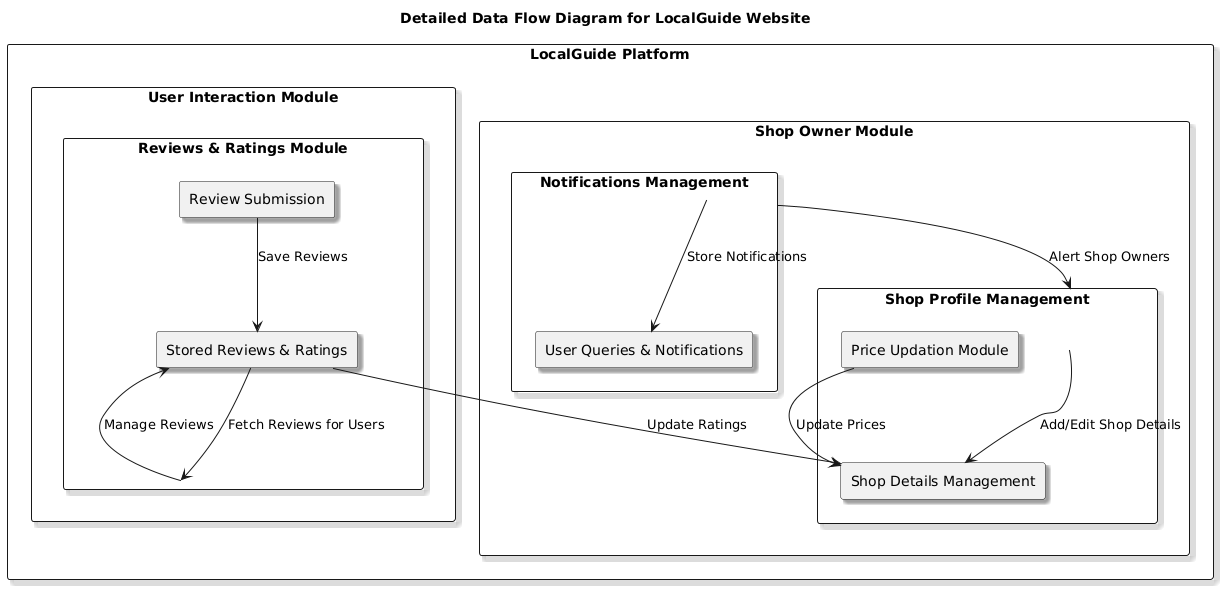 Detailed Data Flow Diagram for LocalGuide Website
LocalGuide Platform
User Interaction Module
Reviews & Ratings Module
Review Submission
Save Reviews
Stored Reviews & Ratings
Manage Reviews
Fetch Reviews for Users
Update Ratings
Shop Owner Module
Notifications Management
Store Notifications
User Queries & Notifications
Alert Shop Owners
Shop Profile Management
Price Updation Module
Update Prices
Add/Edit Shop Details
Shop Details Management